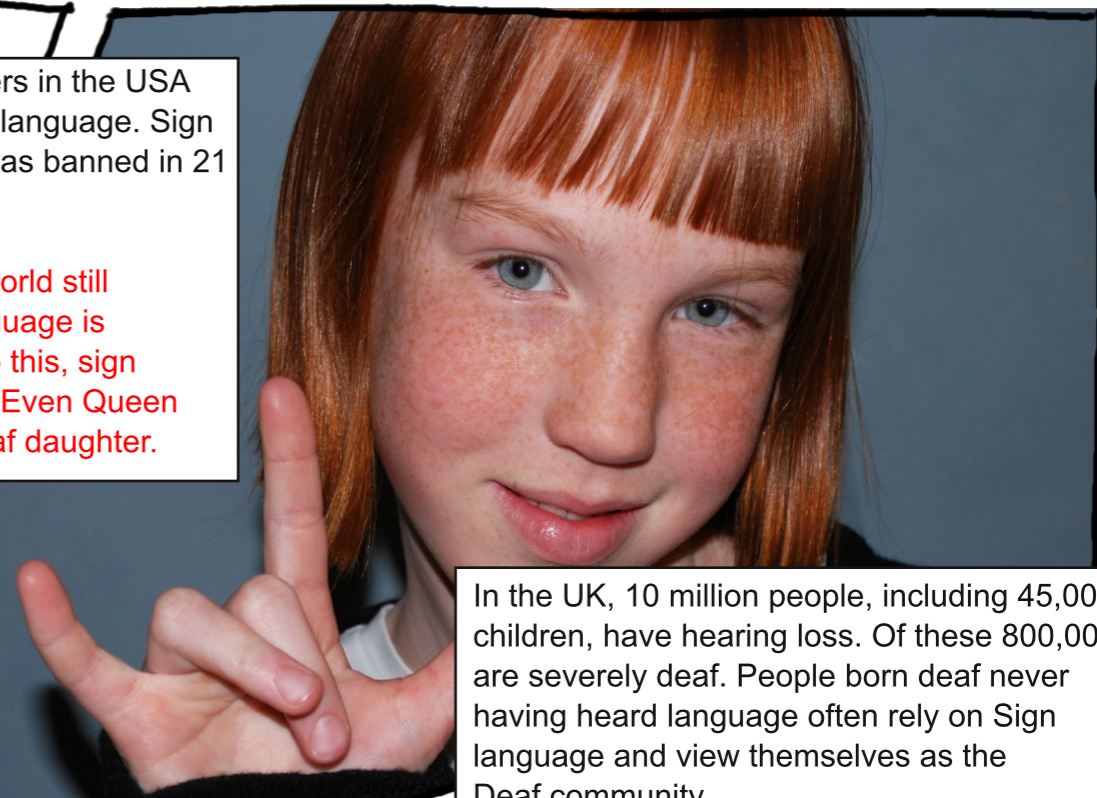 ers in the USA
language. Sign
as banned in 21
orld still
uage is
this, sign
Even Queen
af daughter.
In the UK, 10 million people, including 45,00
children, have hearing loss. Of these 800,00
are severely deaf. People born deaf never
having heard language often rely on Sign
language and view themselves as the
Deaf community